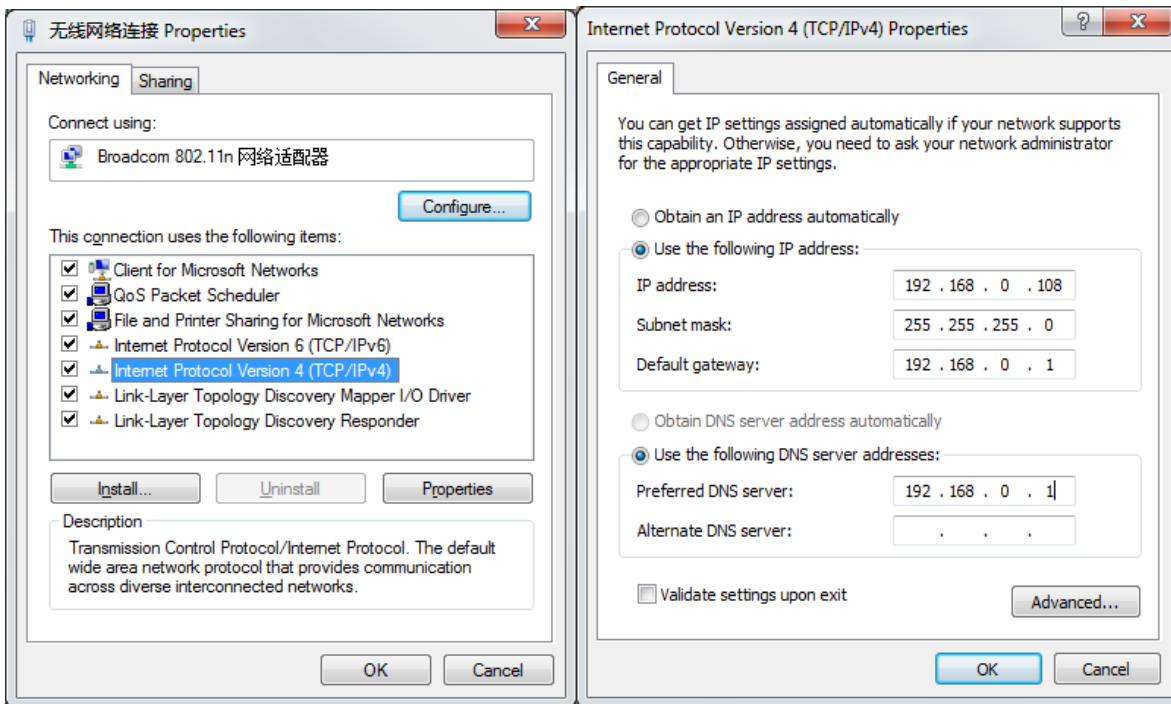 无线网络连接 Properties
Networking
Sharing
Connect using:
Broadcom 802.11n 网络适配器
Configure...
This connection uses the following items:
Client for Microsoft Networks
QoS Packet Scheduler
File and Printer Sharing for Microsoft Networks
Internet Protocol Version 6 (TCP/IPv6)
Internet Protocol Version 4 (TCP/IPv4)
Link-Layer Topology Discovery Mapper I/O Driver
Link-Layer Topology Discovery Responder
Install...
Uninstall
Properties
Description
Transmission Control Protocol/Internet Protocol. The default
wide area network protocol that provides communication
across diverse interconnected networks.
OK
Cancel
Internet Protocol Version 4 (TCP/IPv4) Properties
General
You can get IP settings assigned automatically if your network supports
this capability. Otherwise, you need to ask your network administrator
for the appropriate IP settings.
Obtain an IP address automatically
Use the following IP address:
IP address: 192 . 168 . 0 . 108
Subnet mask: 255 . 255 . 255 . 0
Default gateway: 192 . 168 . 0 . 1
Obtain DNS server address automatically
Use the following DNS server addresses:
Preferred DNS server: 192 . 168 . 0 . 1
Alternate DNS server: . . .
Validate settings upon exit
Advanced...
OK
Cancel